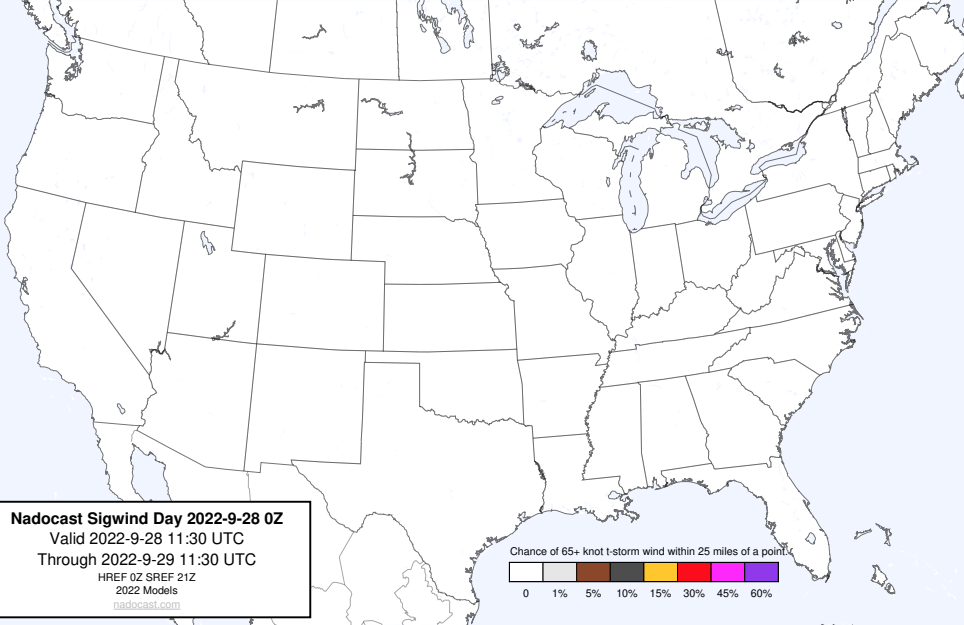 Nadocast Sigwind Day 2022-9-28 0Z
Valid 2022-9-28 11:30 UTC
Through 2022-9-29 11:30 UTC
HREF 0Z SREF 21Z
2022 Models
nadocast.com
Chance of 65+ knot t-storm wind within 25 miles of a point.
0 1% 5% 10% 15% 30% 45% 60%